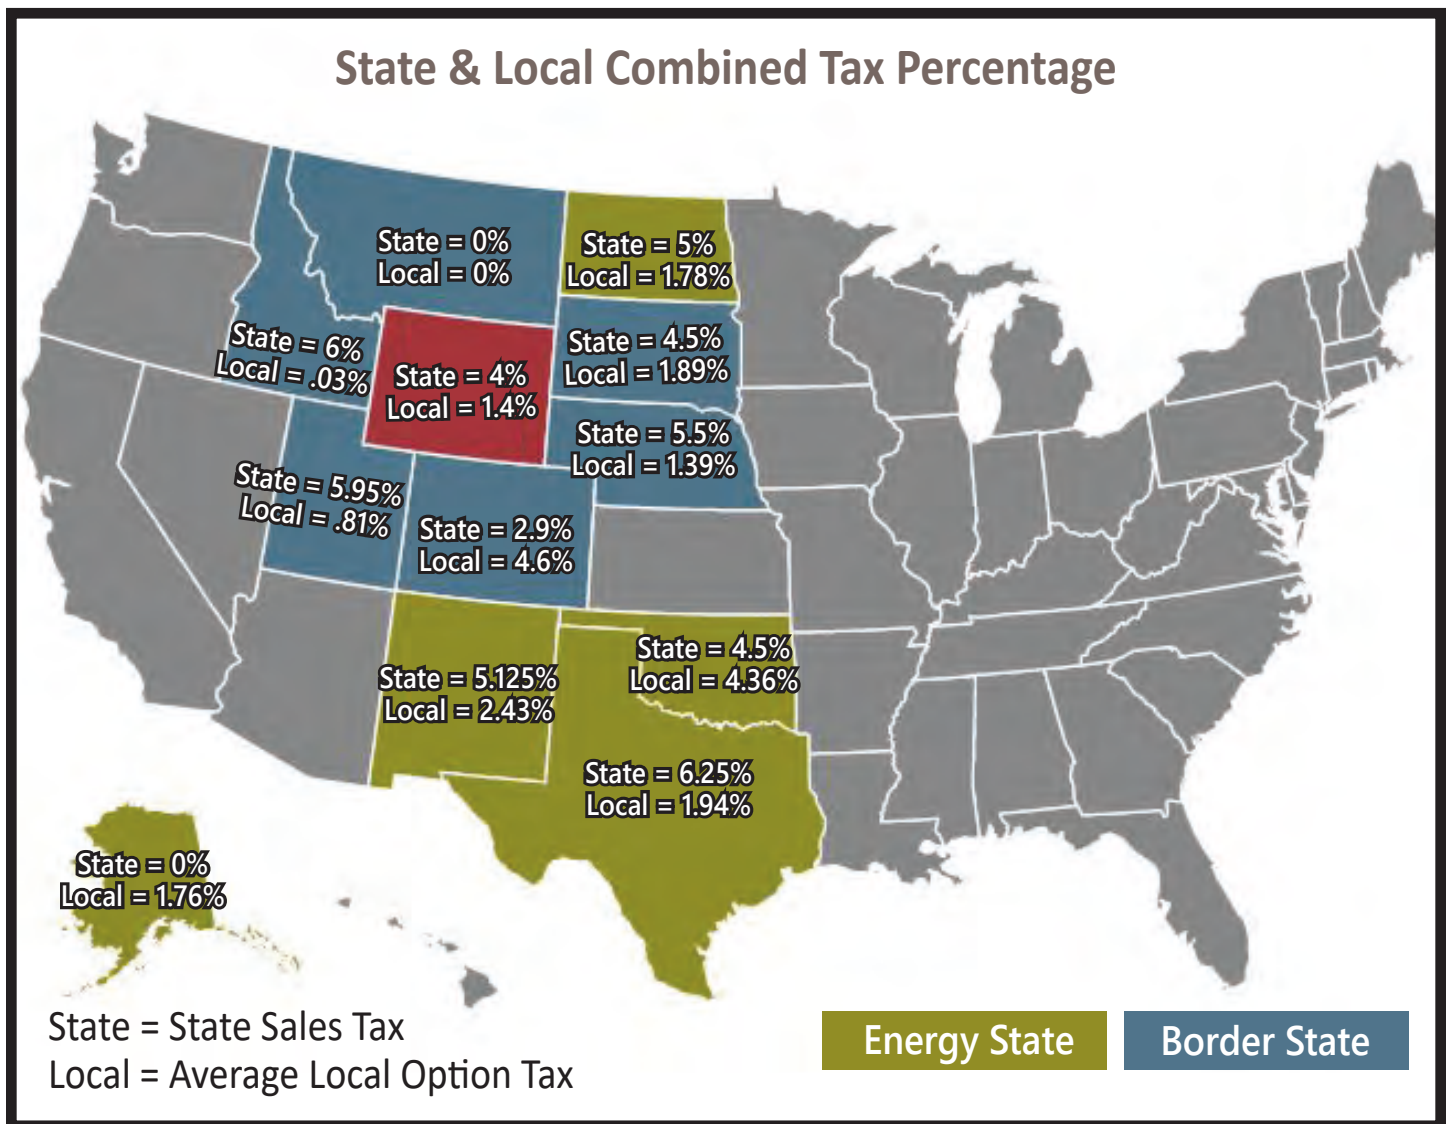 State & Local Combined Tax Percentage
State = 0%
Local = 0%
State = 5%
Local = 1.78%
State = 6%
Local = .03%
State = 4%
Local = 1.4%
State = 4.5%
Local = 1.89%
State = 5.5%
Local = 1.39%
State = 5.95%
Local = .81%
State = 2.9%
Local = 4.6%
State = 5.125%
Local = 2.43%
State = 4.5%
Local = 4.36%
State = 6.25%
Local = 1.94%
State = 0%
Local = 1.76%
State = State Sales Tax
Local = Average Local Option Tax
Energy State
Border State